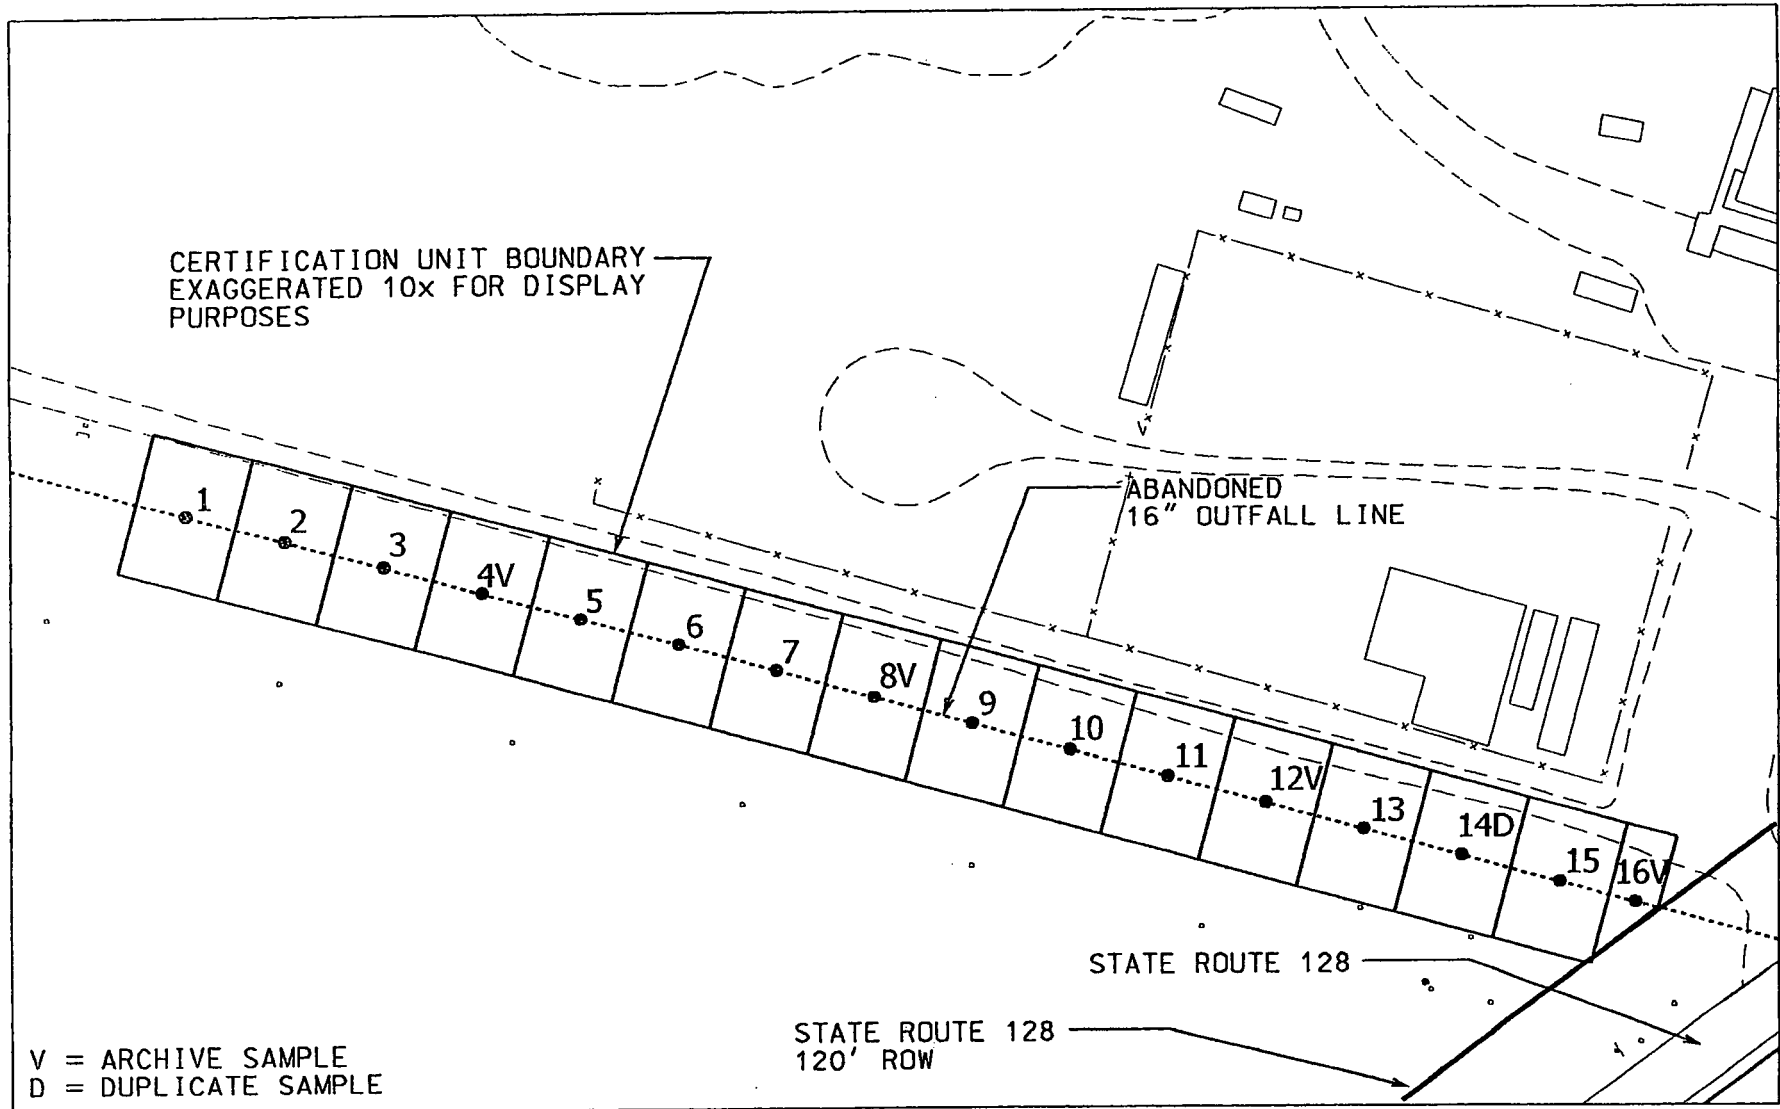 CERTIFICATION UNIT BOUNDARY
EXAGGERATED 10x FOR DISPLAY
PURPOSES
ABANDONED
16" OUTFALL LINE
1
2
3
4V
5
6
7
8V
9
10
11
12V
13
14D
15
16V
STATE ROUTE 128
STATE ROUTE 128
120' ROW
V = ARCHIVE SAMPLE
D = DUPLICATE SAMPLE